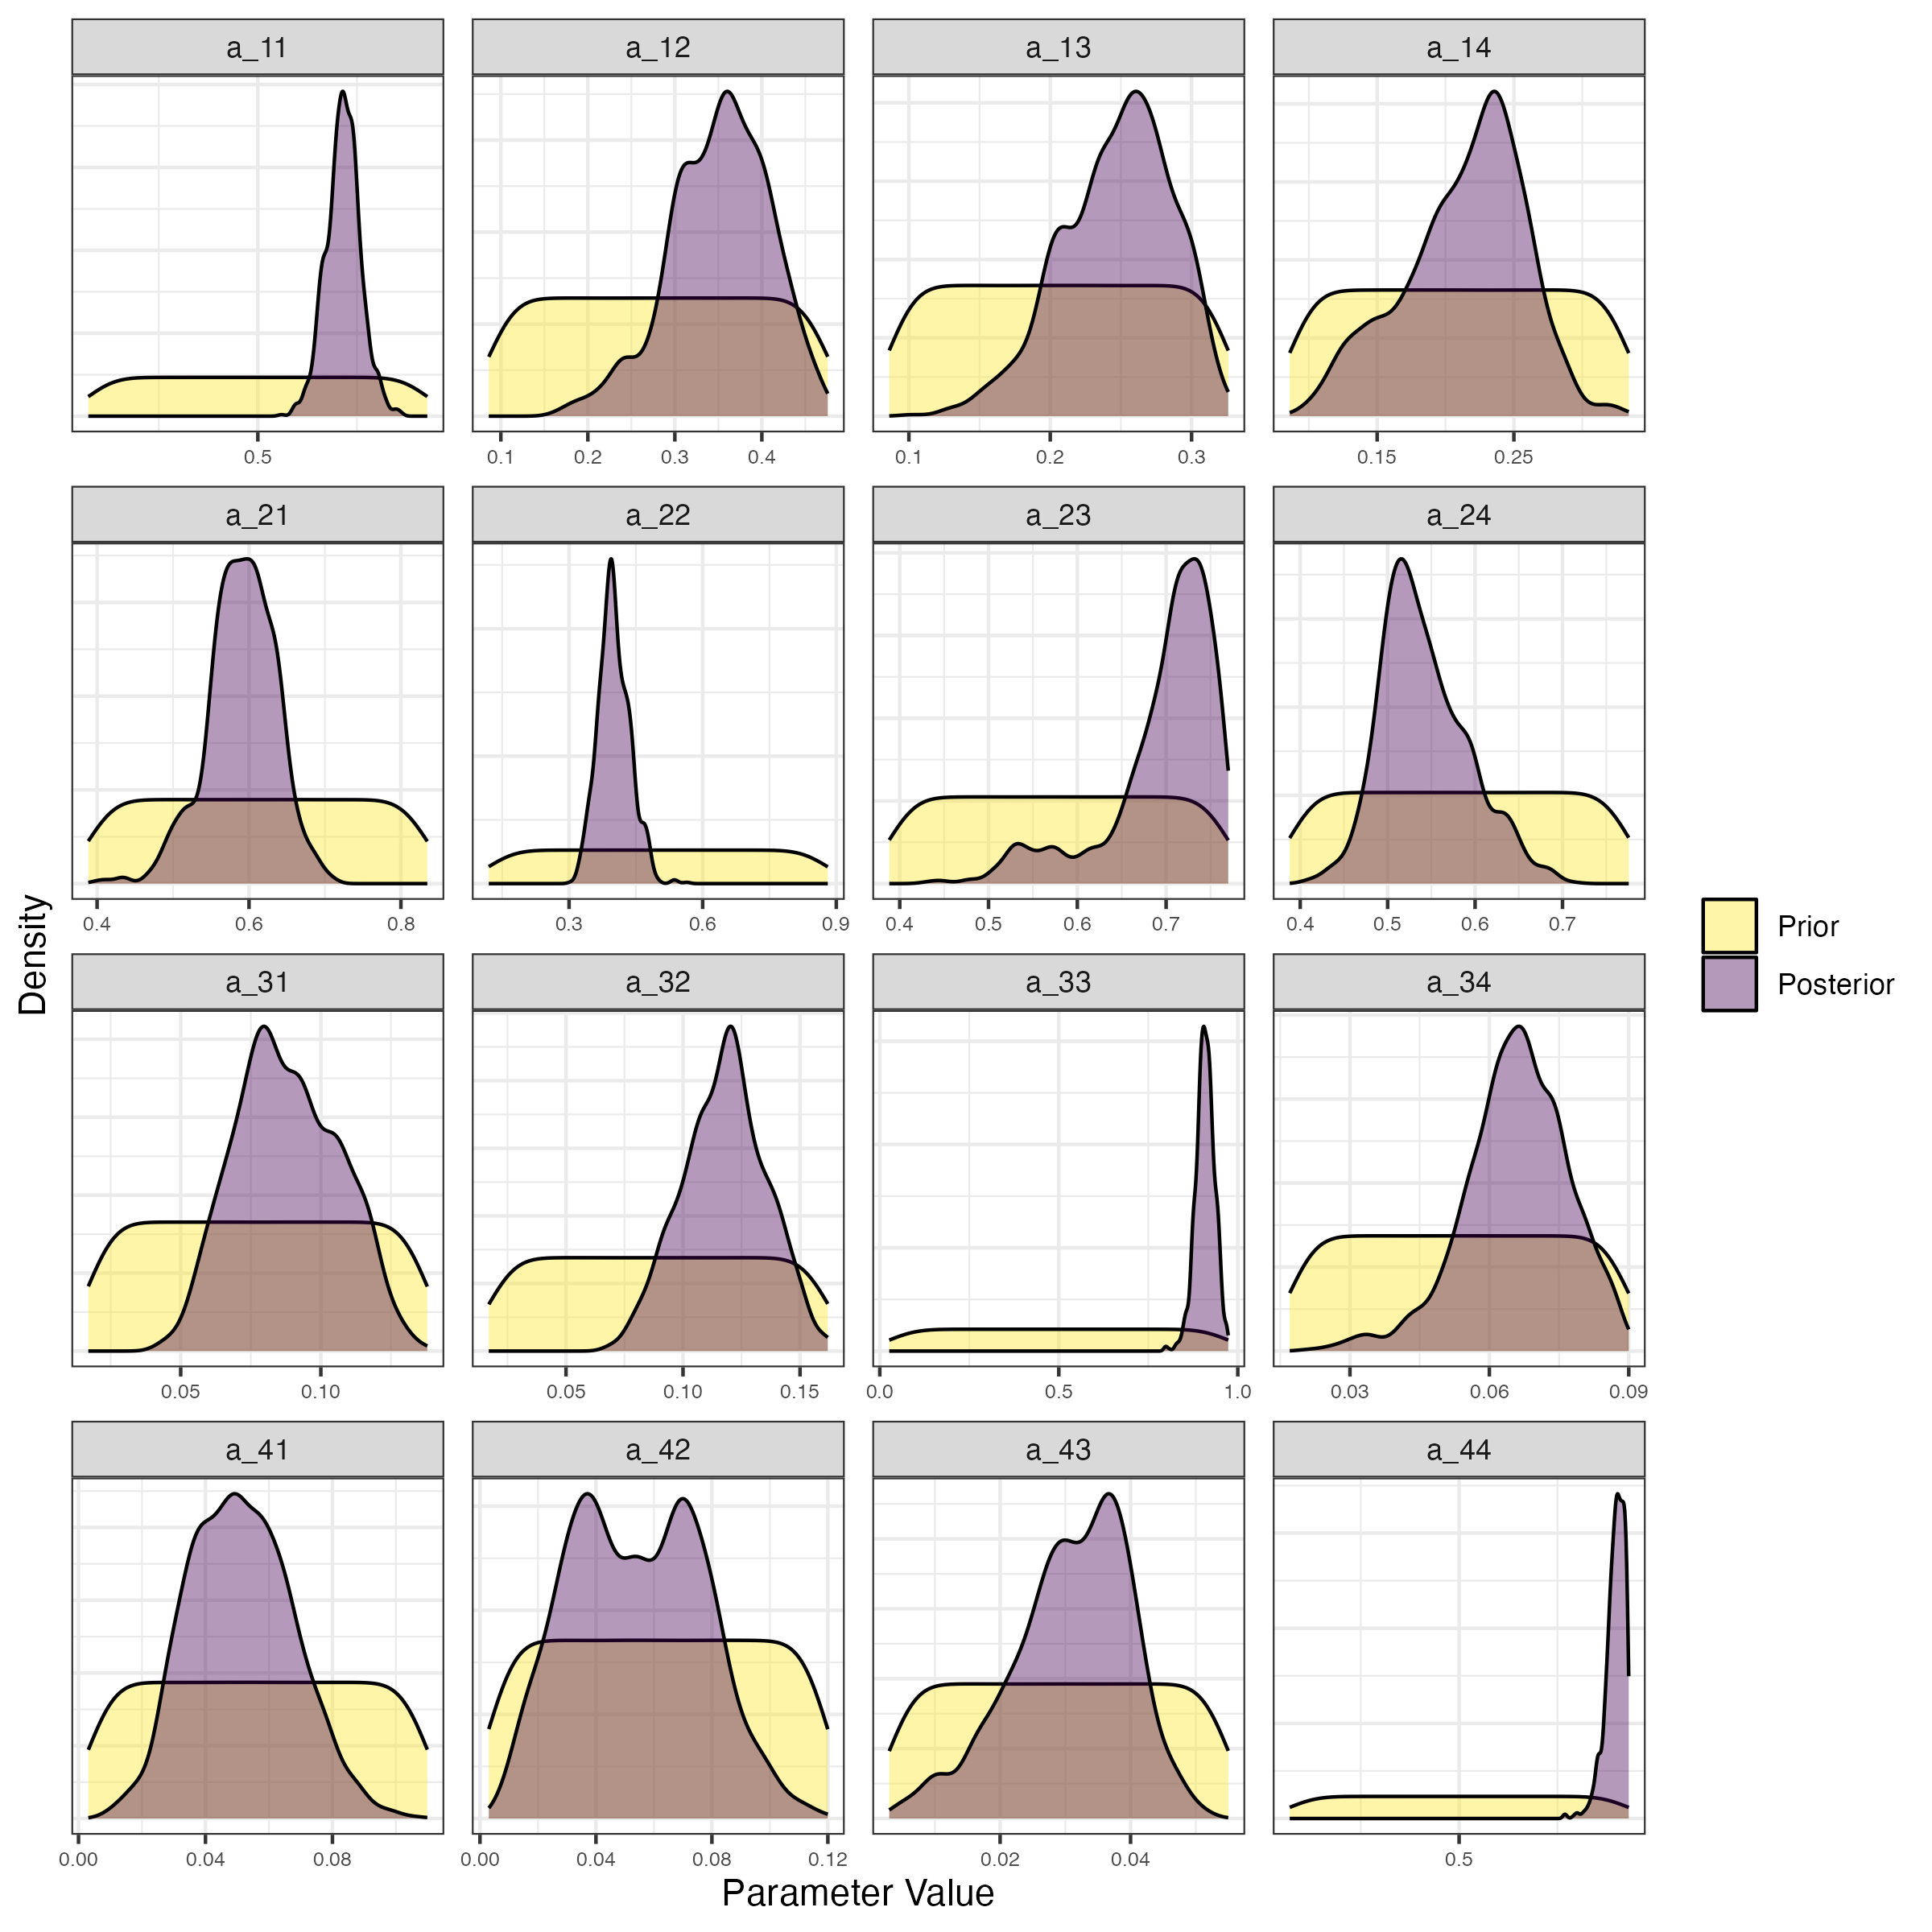 a_11 a_12 a_13 a_14
0.5 0.1 0.2 0.3 0.4 0.1 0.2 0.3 0.15 0.25
a_21 a_22 a_23 a_24
0.4 0.6 0.8 0.3 0.6 0.9 0.4 0.5 0.6 0.7 0.4 0.5 0.6 0.7
Density
Prior
Posterior
a_31 a_32 a_33 a_34
0.05 0.10 0.05 0.10 0.15 0.0 0.5 1.0 0.03 0.06 0.09
a_41 a_42 a_43 a_44
0.00 0.04 0.08 0.00 0.04 0.08 0.12 0.02 0.04 0.5
Parameter Value